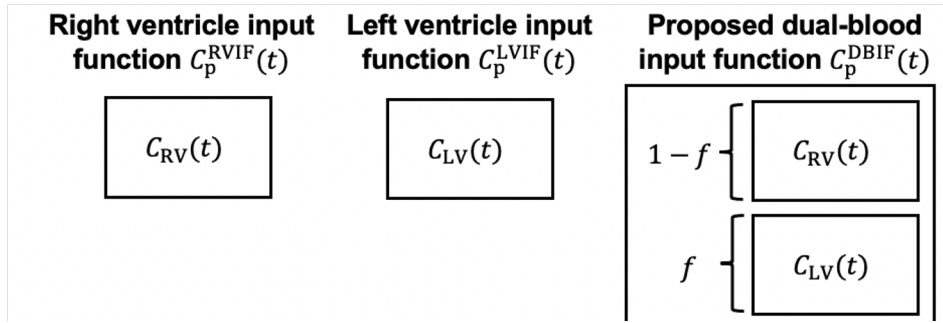 Right ventricle input
function C_p^RVIF(t)
Left ventricle input
function C_p^LVIF(t)
Proposed dual-blood
input function C_p^DBIF(t)
C_RV(t)
C_LV(t)
1 − f
C_RV(t)
f
C_LV(t)